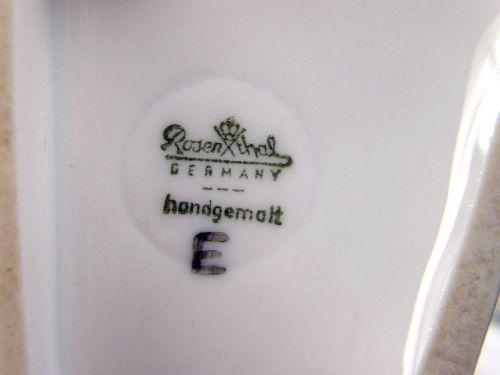 Rosenthal
GERMANY
handgemalt
E